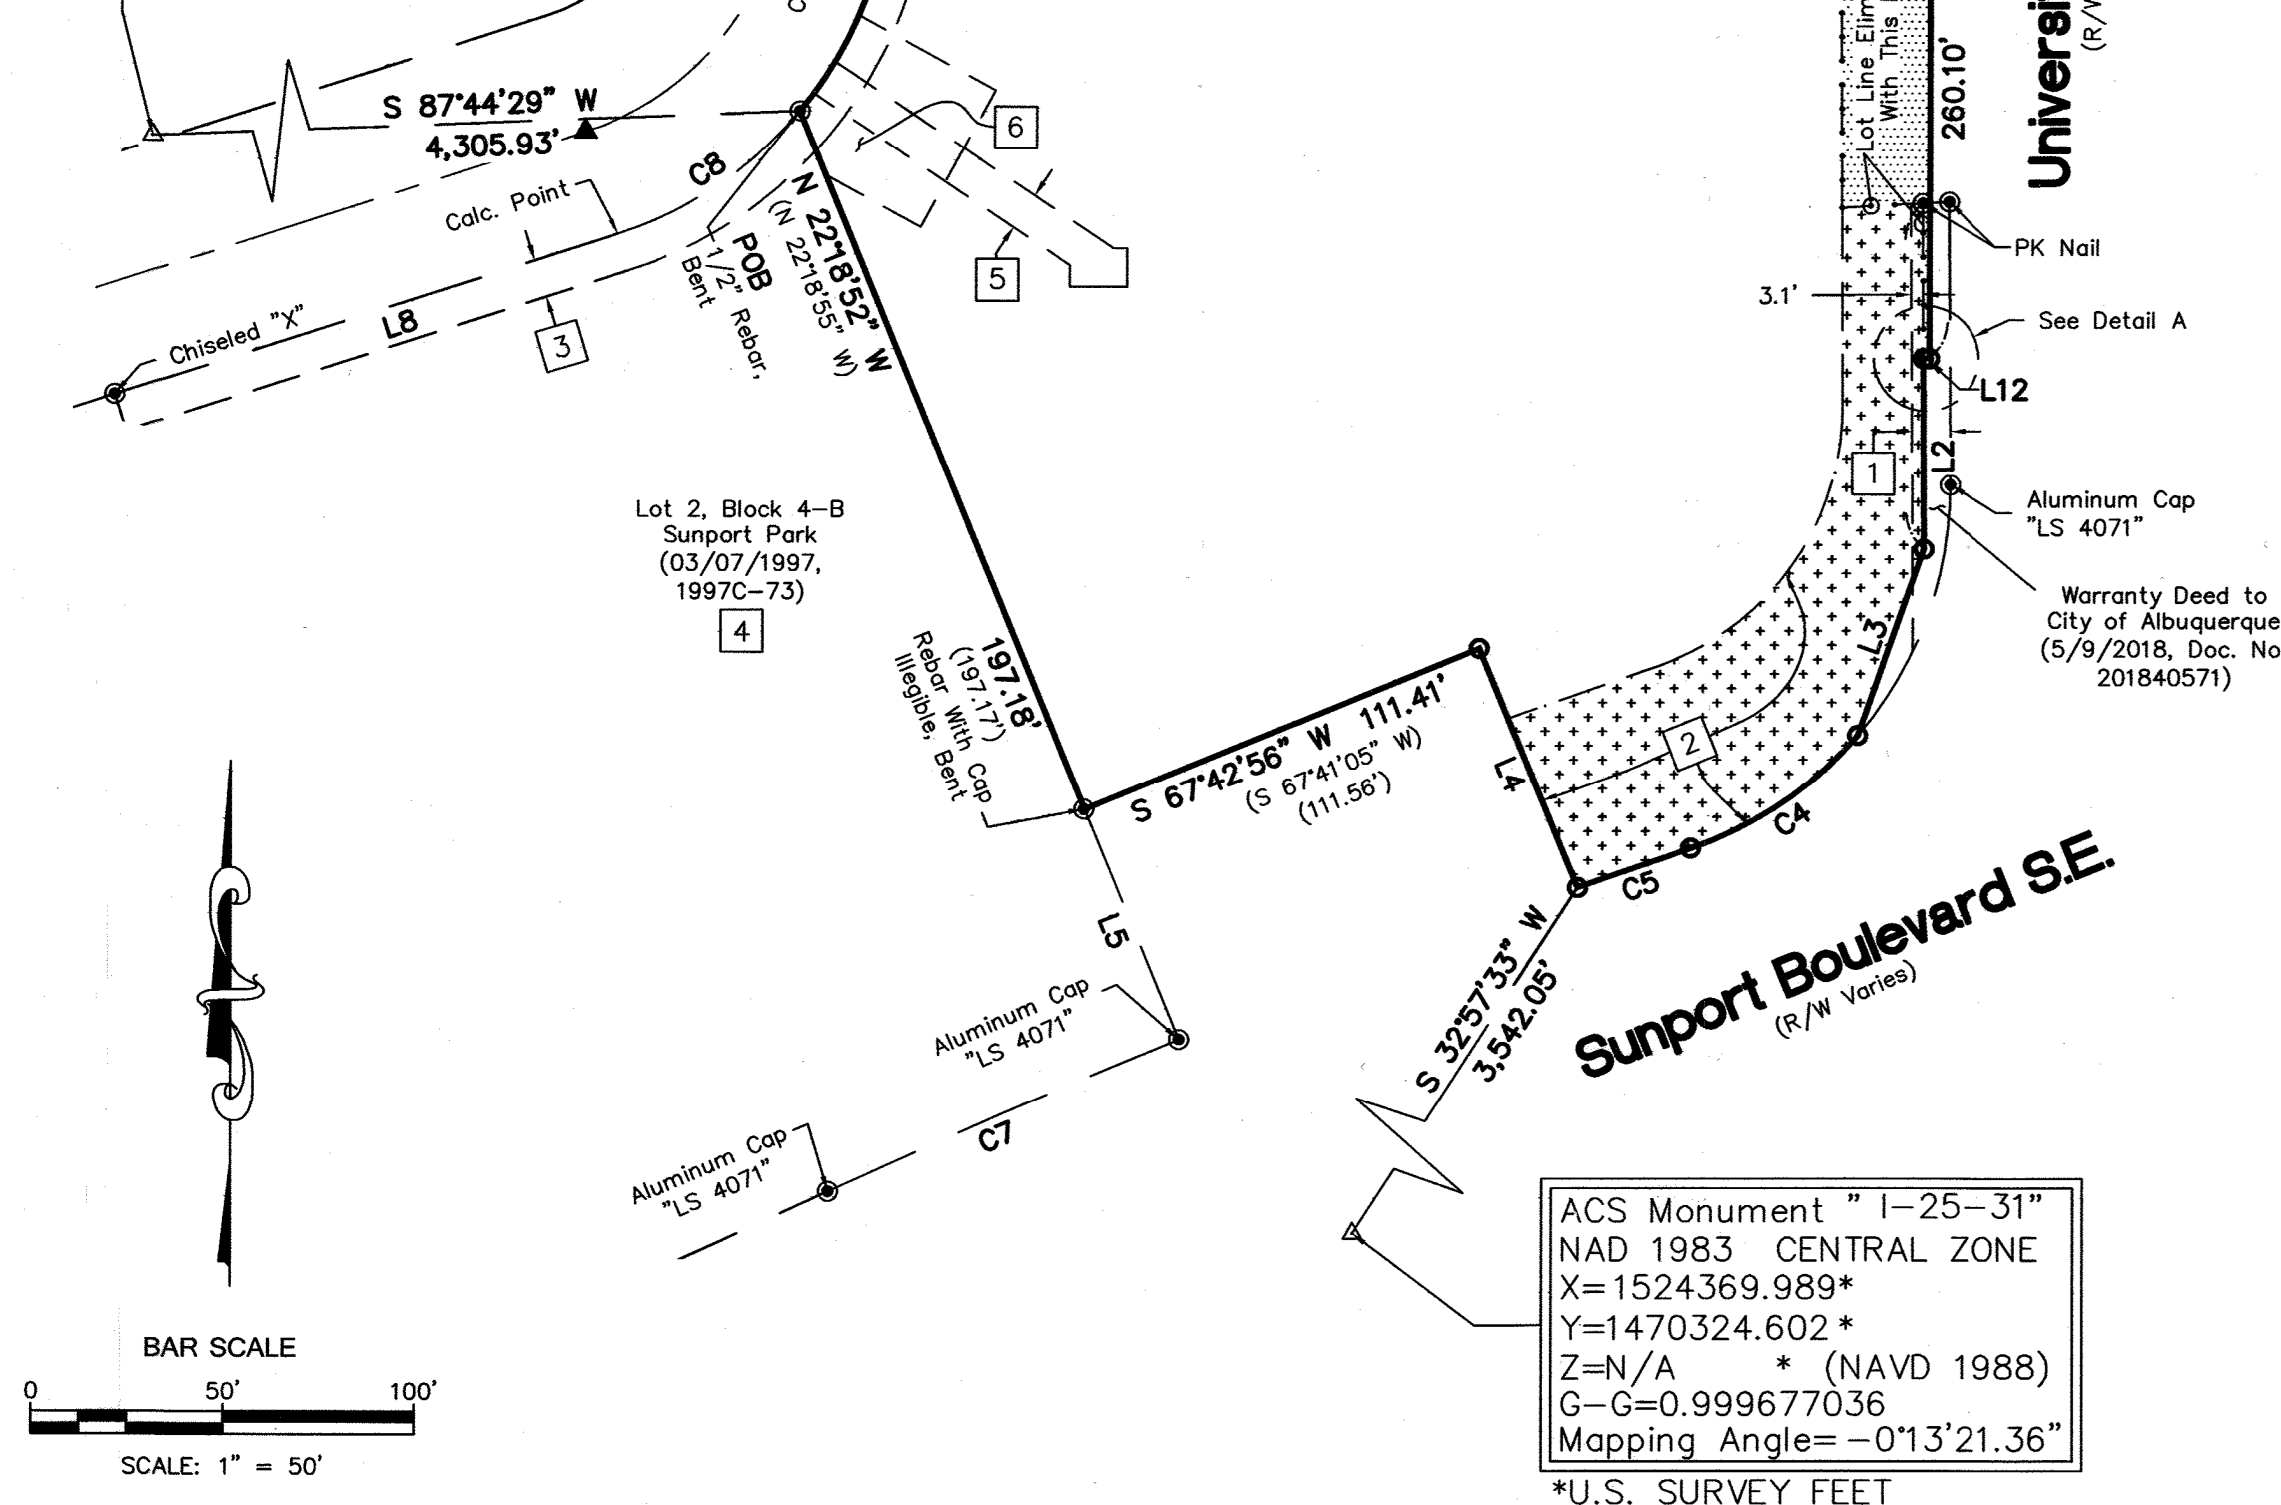 S 87°44'29" W
4,305.93'
C8
Calc. Point
Chiseled "X"
L8
3
POB
1/2" Rebar,
Bent
N 22°18'52" W
(N 22°18'55" W)
6
5
Lot Line Elim
With This
260.10'
Universi
(R/W
PK Nail
3.1'
See Detail A
L12
1
L2
Aluminum Cap
"LS 4071"
Warranty Deed to
City of Albuquerque
(5/9/2018, Doc. No
201840571)
Lot 2, Block 4-B
Sunport Park
(03/07/1997,
1997C-73)
4
197.18'
(197.17')
Rebar With Cap
Illegible, Bent
S 67°42'56" W 111.41'
(S 67°41'05" W)
(111.56')
L3
L4
2
C4
C5
Sunport Boulevard S.E.
(R/W Varies)
L5
S 32°57'33" W
3,542.05'
Aluminum Cap
"LS 4071"
C7
Aluminum Cap
"LS 4071"
ACS Monument " I-25-31"
NAD 1983 CENTRAL ZONE
X=1524369.989*
Y=1470324.602 *
Z=N/A * (NAVD 1988)
G-G=0.999677036
Mapping Angle= -0°13'21.36"
*U.S. SURVEY FEET
BAR SCALE
0 50' 100'
SCALE: 1" = 50'